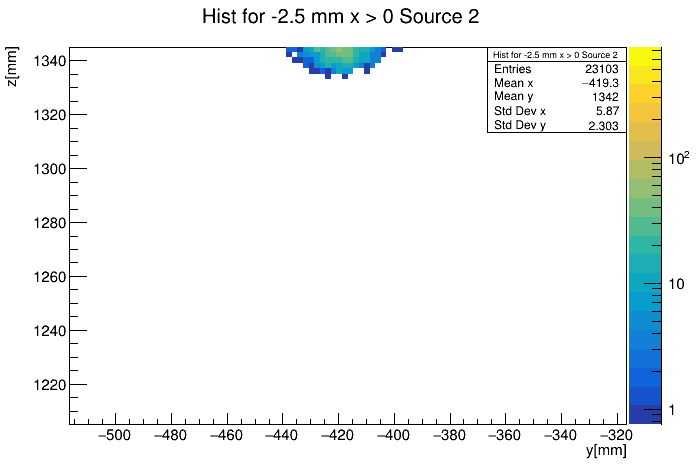 Hist for -2.5 mm x > 0 Source 2
z[mm]
1340
1320
1300
1280
1260
1240
1220
Hist for -2.5 mm x > 0 Source 2
Entries 23103
Mean x −419.3
Mean y 1342
Std Dev x 5.87
Std Dev y 2.303
10²
10
1
−500 −480 −460 −440 −420 −400 −380 −360 −340 −320
y[mm]